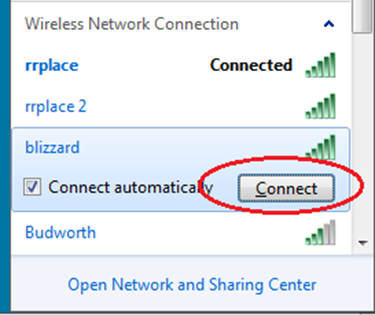 Wireless Network Connection
rrplace Connected
rrplace 2
blizzard
Connect automatically Connect
Budworth
Open Network and Sharing Center